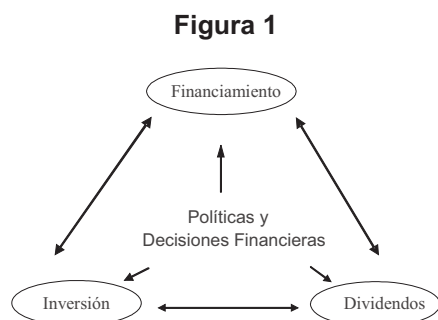 Figura 1
Financiamiento
Políticas y
Decisiones Financieras
Inversión
Dividendos